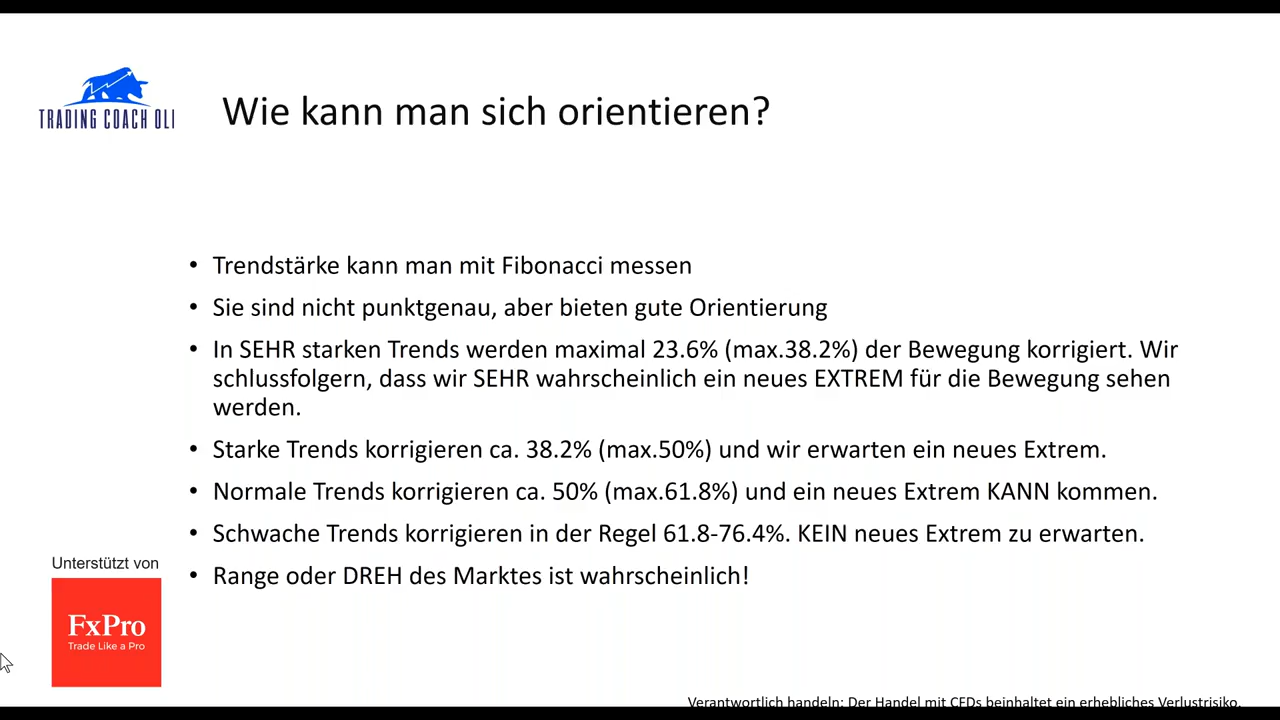 TRADING COACH OLI
Wie kann man sich orientieren?
• Trendstärke kann man mit Fibonacci messen
• Sie sind nicht punktgenau, aber bieten gute Orientierung
• In SEHR starken Trends werden maximal 23.6% (max.38.2%) der Bewegung korrigiert. Wir
schlussfolgern, dass wir SEHR wahrscheinlich ein neues EXTREM für die Bewegung sehen
werden.
• Starke Trends korrigieren ca. 38.2% (max.50%) und wir erwarten ein neues Extrem.
• Normale Trends korrigieren ca. 50% (max.61.8%) und ein neues Extrem KANN kommen.
• Schwache Trends korrigieren in der Regel 61.8-76.4%. KEIN neues Extrem zu erwarten.
• Range oder DREH des Marktes ist wahrscheinlich!
Unterstützt von
FxPro
Trade Like a Pro
Verantwortlich handeln: Der Handel mit CFDs beinhaltet ein erhebliches Verlustrisiko.